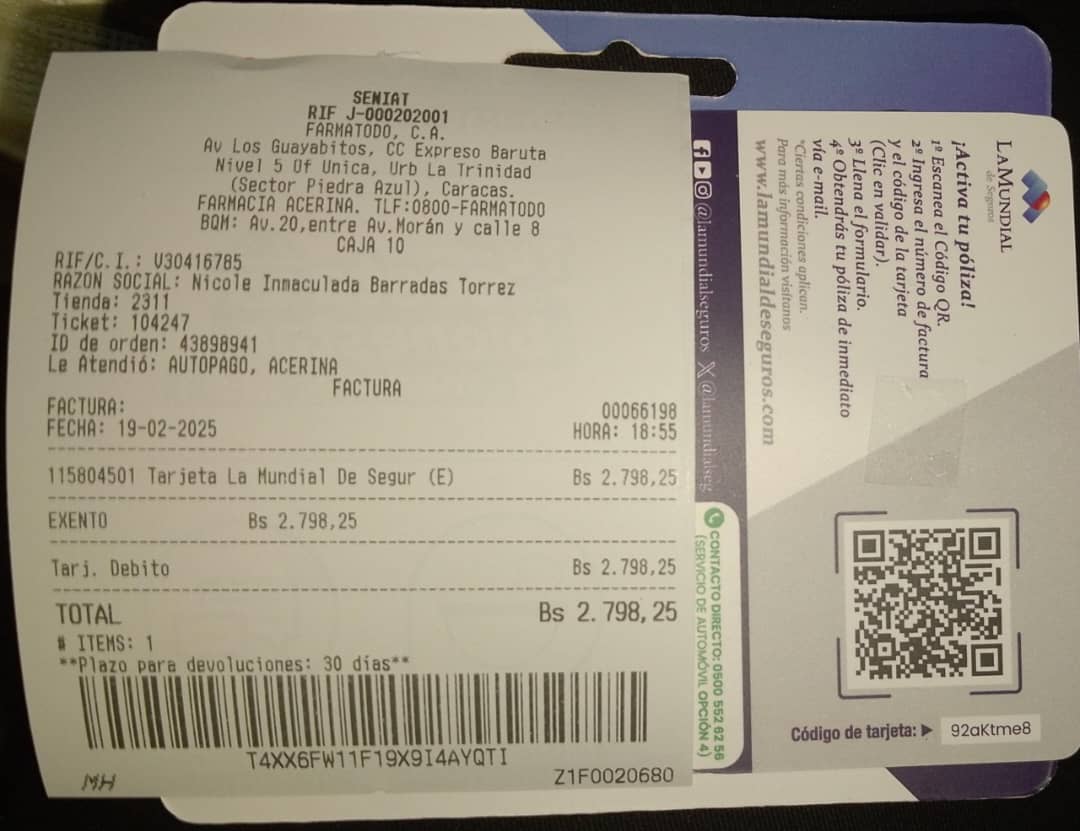 SENIAT
RIF J-000202001
FARMATODO, C.A.
Av Los Guayabitos, CC Expreso Baruta
Nivel 5 Of Unica, Urb La Trinidad
(Sector Piedra Azul), Caracas.
FARMACIA ACERINA. TLF:0800-FARMATODO
BQM: Av.20,entre Av.Morán y calle 8
CAJA 10
RIF/C.I.: V30416785
RAZON SOCIAL: Nicole Inmaculada Barradas Torrez
Tienda: 2311
Ticket: 104247
ID de orden: 43898941
Le Atendió: AUTOPAGO, ACERINA
FACTURA
FACTURA: 00066198
FECHA: 19-02-2025 HORA: 18:55
115804501 Tarjeta La Mundial De Segur (E) Bs 2.798,25
EXENTO Bs 2.798,25
Tarj. Debito Bs 2.798,25
TOTAL Bs 2.798,25
# ITEMS: 1
**Plazo para devoluciones: 30 días**
T4XX6FW11F19X9I4AYQTI
Z1F0020680
MH
LAMUNDIAL
de Seguros
¡Activa tu póliza!
1º Escanea el Código QR.
2º Ingresa el número de factura
y el código de la tarjeta
(Clic en validar).
3º Llena el formulario.
4º Obtendrás tu póliza de inmediato
vía e-mail.
*Ciertas condiciones aplican.
Para más información visítanos
www.lamundialdeseguros.com
@lamundialseguros X @lamundialseg
CONTACTO DIRECTO: 0500 552 62 56
(SERVICIO DE AUTOMÓVIL OPCIÓN 4)
Código de tarjeta: 92aKtme8